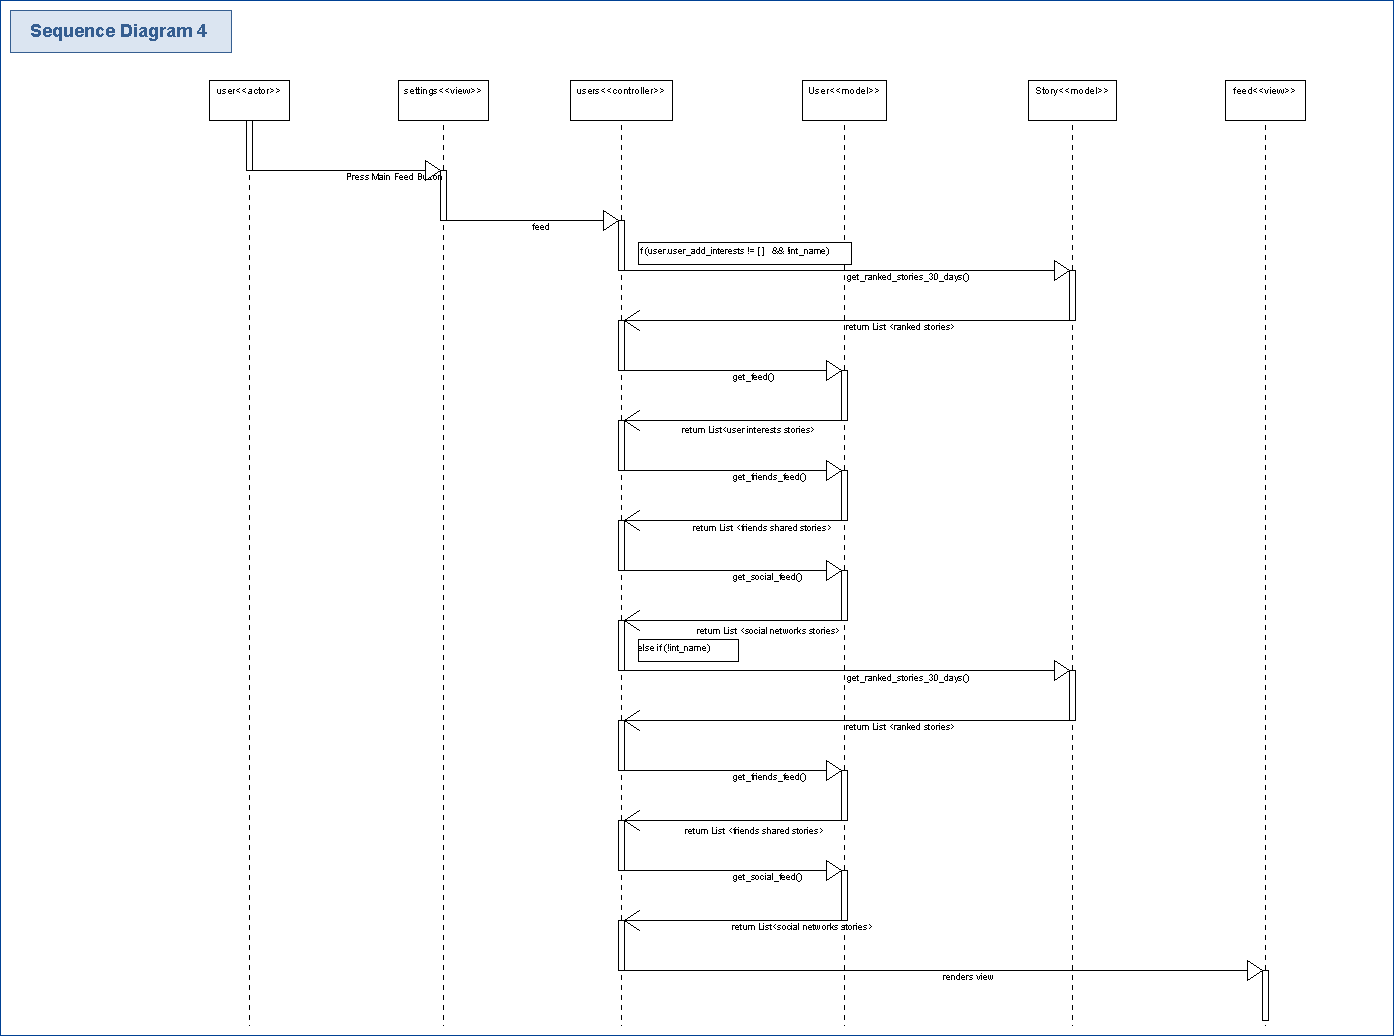 Sequence Diagram 4
user<<actor>>
settings<<view>>
users<<controller>>
User<<model>>
Story<<model>>
feed<<view>>
Press Main Feed Button
feed
if (user.user_add_interests != [ ] && !int_name)
get_ranked_stories_30_days()
return List <ranked stories>
get_feed()
return List<user interests stories>
get_friends_feed()
return List <friends shared stories>
get_social_feed()
return List <social networks stories>
else if (!int_name)
get_ranked_stories_30_days()
return List <ranked stories>
get_friends_feed()
return List <friends shared stories>
get_social_feed()
return List<social networks stories>
renders view